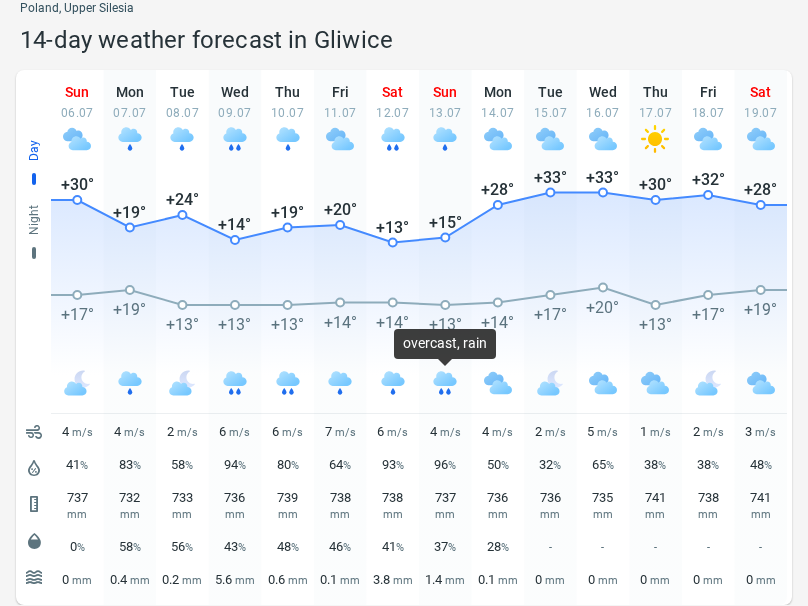 Poland, Upper Silesia
14-day weather forecast in Gliwice
Sun Mon Tue Wed Thu Fri Sat Sun Mon Tue Wed Thu Fri Sat
06.07 07.07 08.07 09.07 10.07 11.07 12.07 13.07 14.07 15.07 16.07 17.07 18.07 19.07
Day
+30° +19° +24° +14° +19° +20° +13° +15° +28° +33° +33° +30° +32° +28°
Night
+17° +19° +13° +13° +13° +14° +14° +13° +14° +17° +20° +13° +17° +19°
overcast, rain
4 m/s 4 m/s 2 m/s 6 m/s 6 m/s 7 m/s 6 m/s 4 m/s 4 m/s 2 m/s 5 m/s 1 m/s 2 m/s 3 m/s
41% 83% 58% 94% 80% 64% 93% 96% 50% 32% 65% 38% 38% 48%
737 732 733 736 739 738 738 737 736 736 735 741 738 741
mm mm mm mm mm mm mm mm mm mm mm mm mm mm
0% 58% 56% 43% 48% 46% 41% 37% 28% - - - - -
0 mm 0.4 mm 0.2 mm 5.6 mm 0.6 mm 0.1 mm 3.8 mm 1.4 mm 0.1 mm 0 mm 0 mm 0 mm 0 mm 0 mm